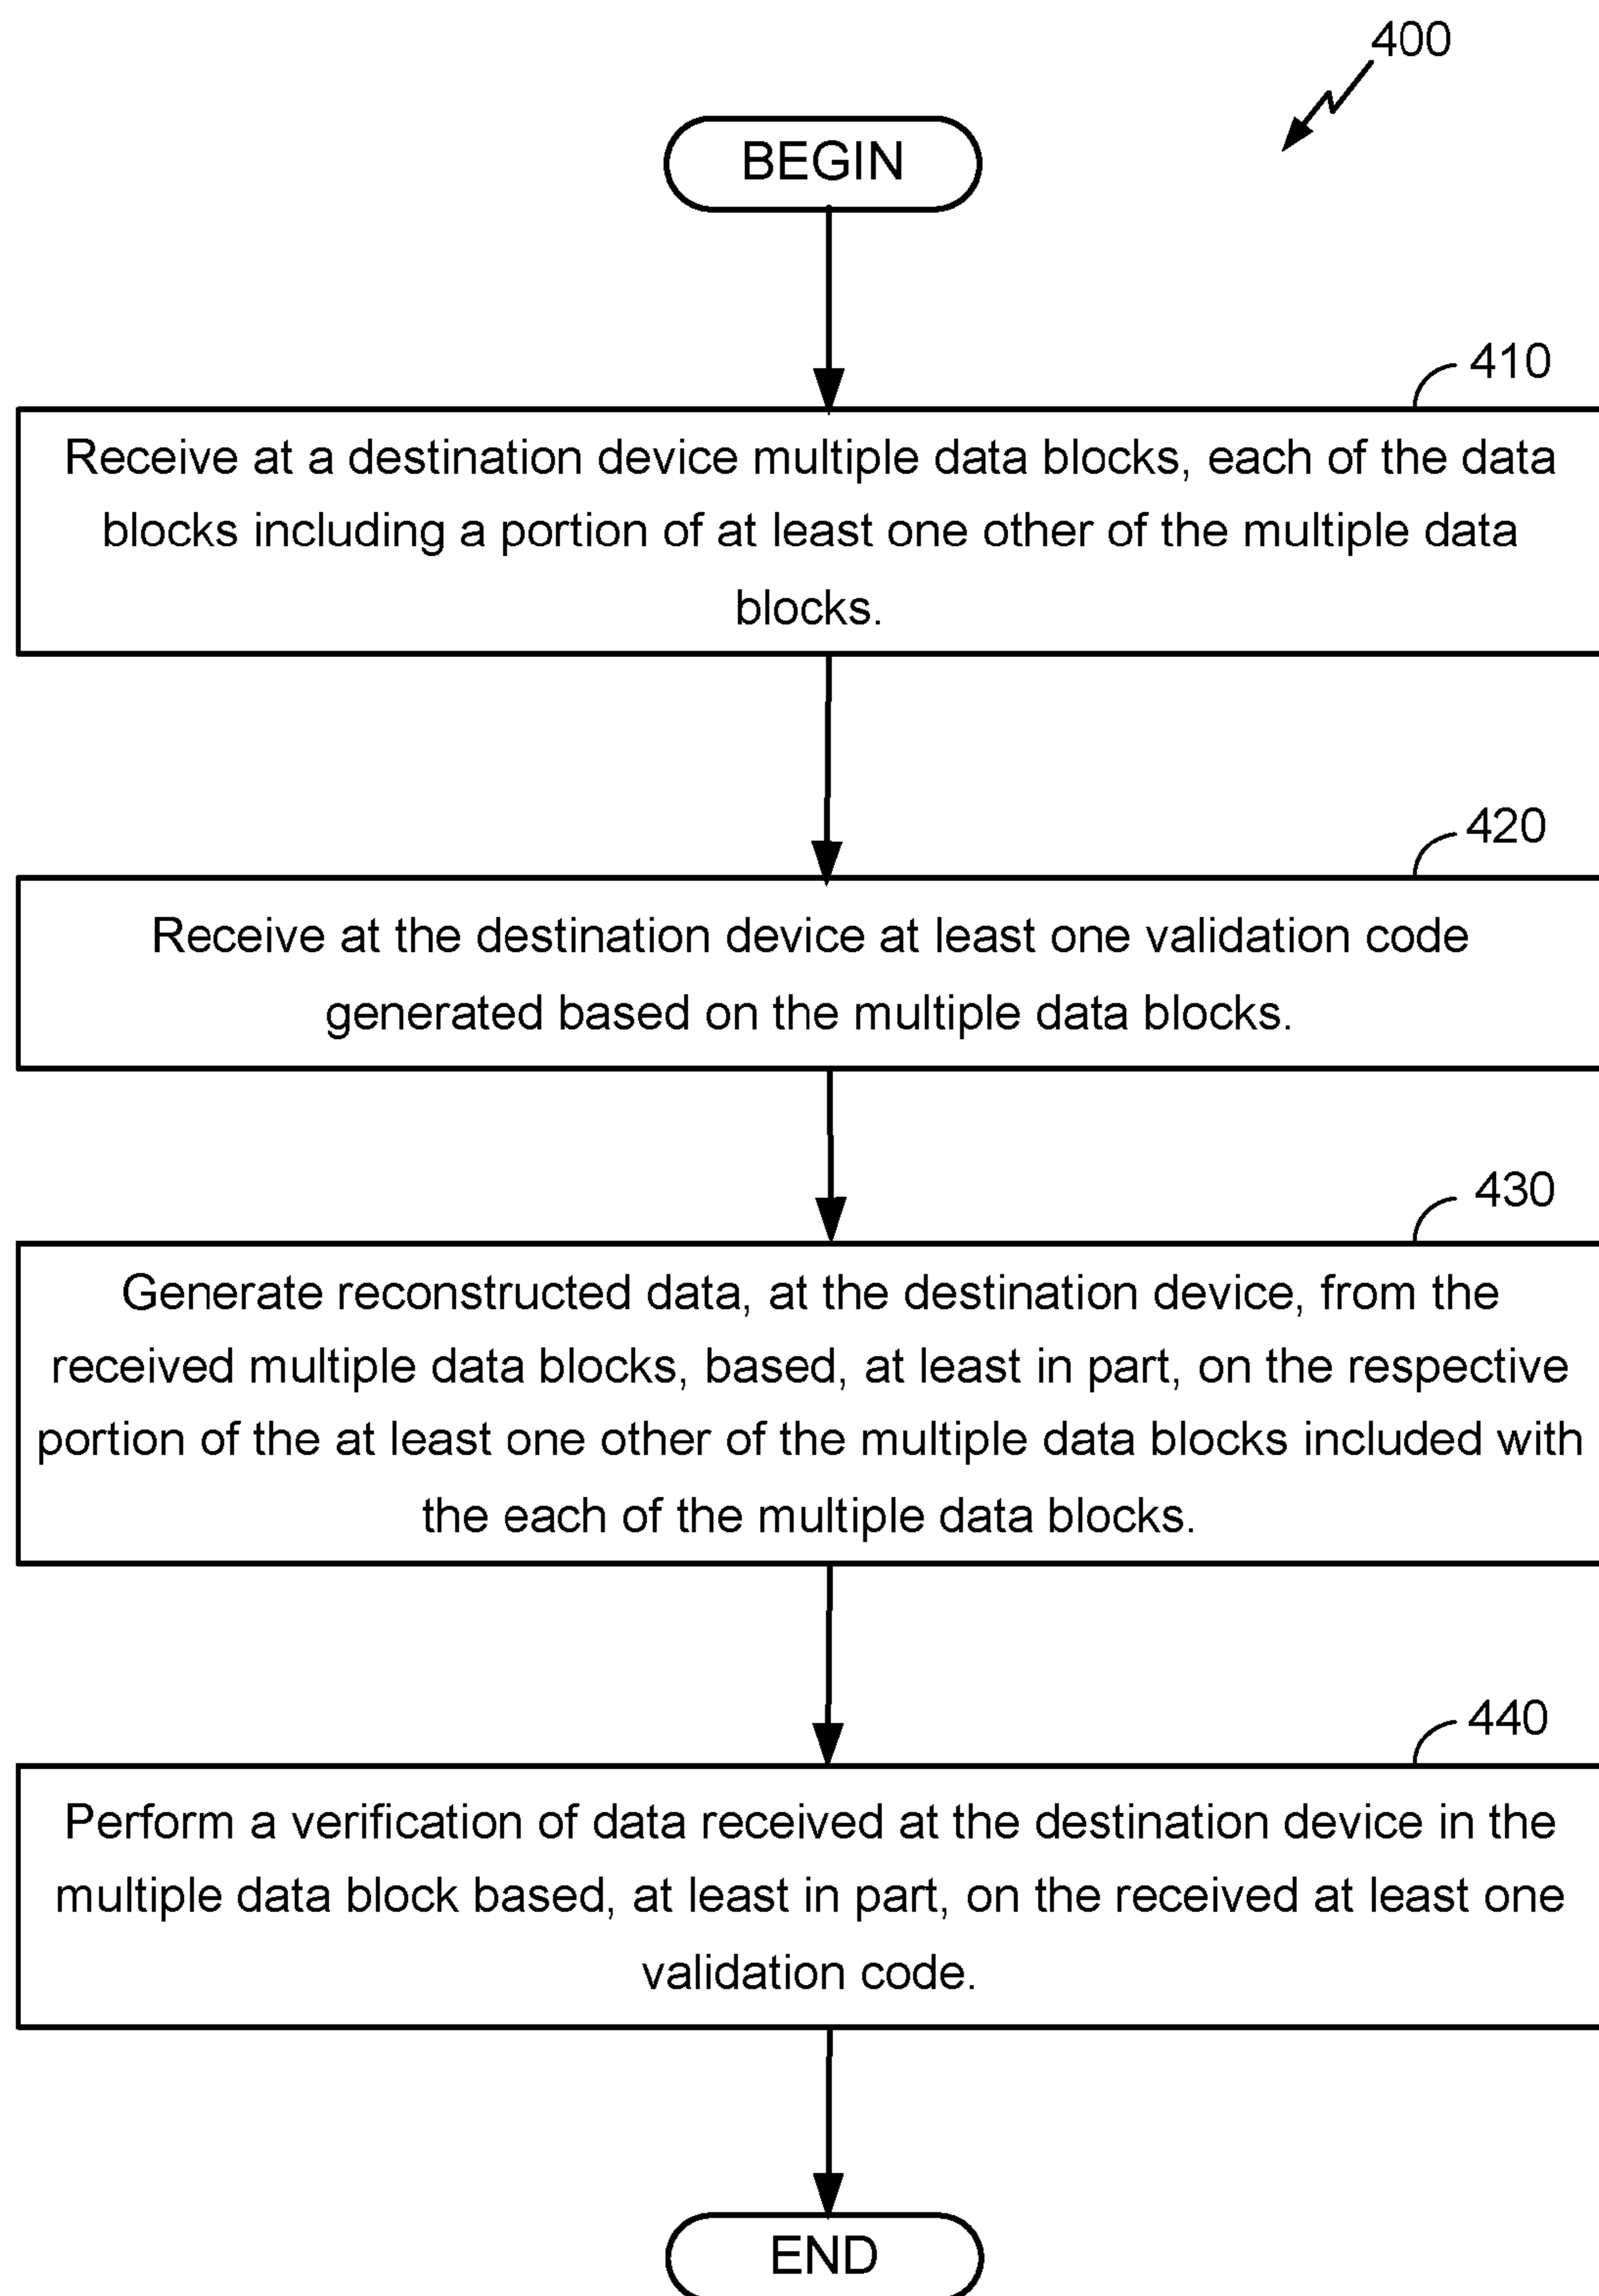 400
BEGIN
410
Receive at a destination device multiple data blocks, each of the data
blocks including a portion of at least one other of the multiple data
blocks.
420
Receive at the destination device at least one validation code
generated based on the multiple data blocks.
430
Generate reconstructed data, at the destination device, from the
received multiple data blocks, based, at least in part, on the respective
portion of the at least one other of the multiple data blocks included with
the each of the multiple data blocks.
440
Perform a verification of data received at the destination device in the
multiple data block based, at least in part, on the received at least one
validation code.
END